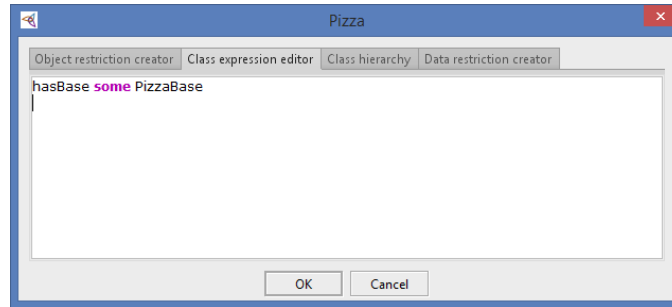 Pizza
Object restriction creator Class expression editor Class hierarchy Data restriction creator
hasBase some PizzaBase
OK Cancel